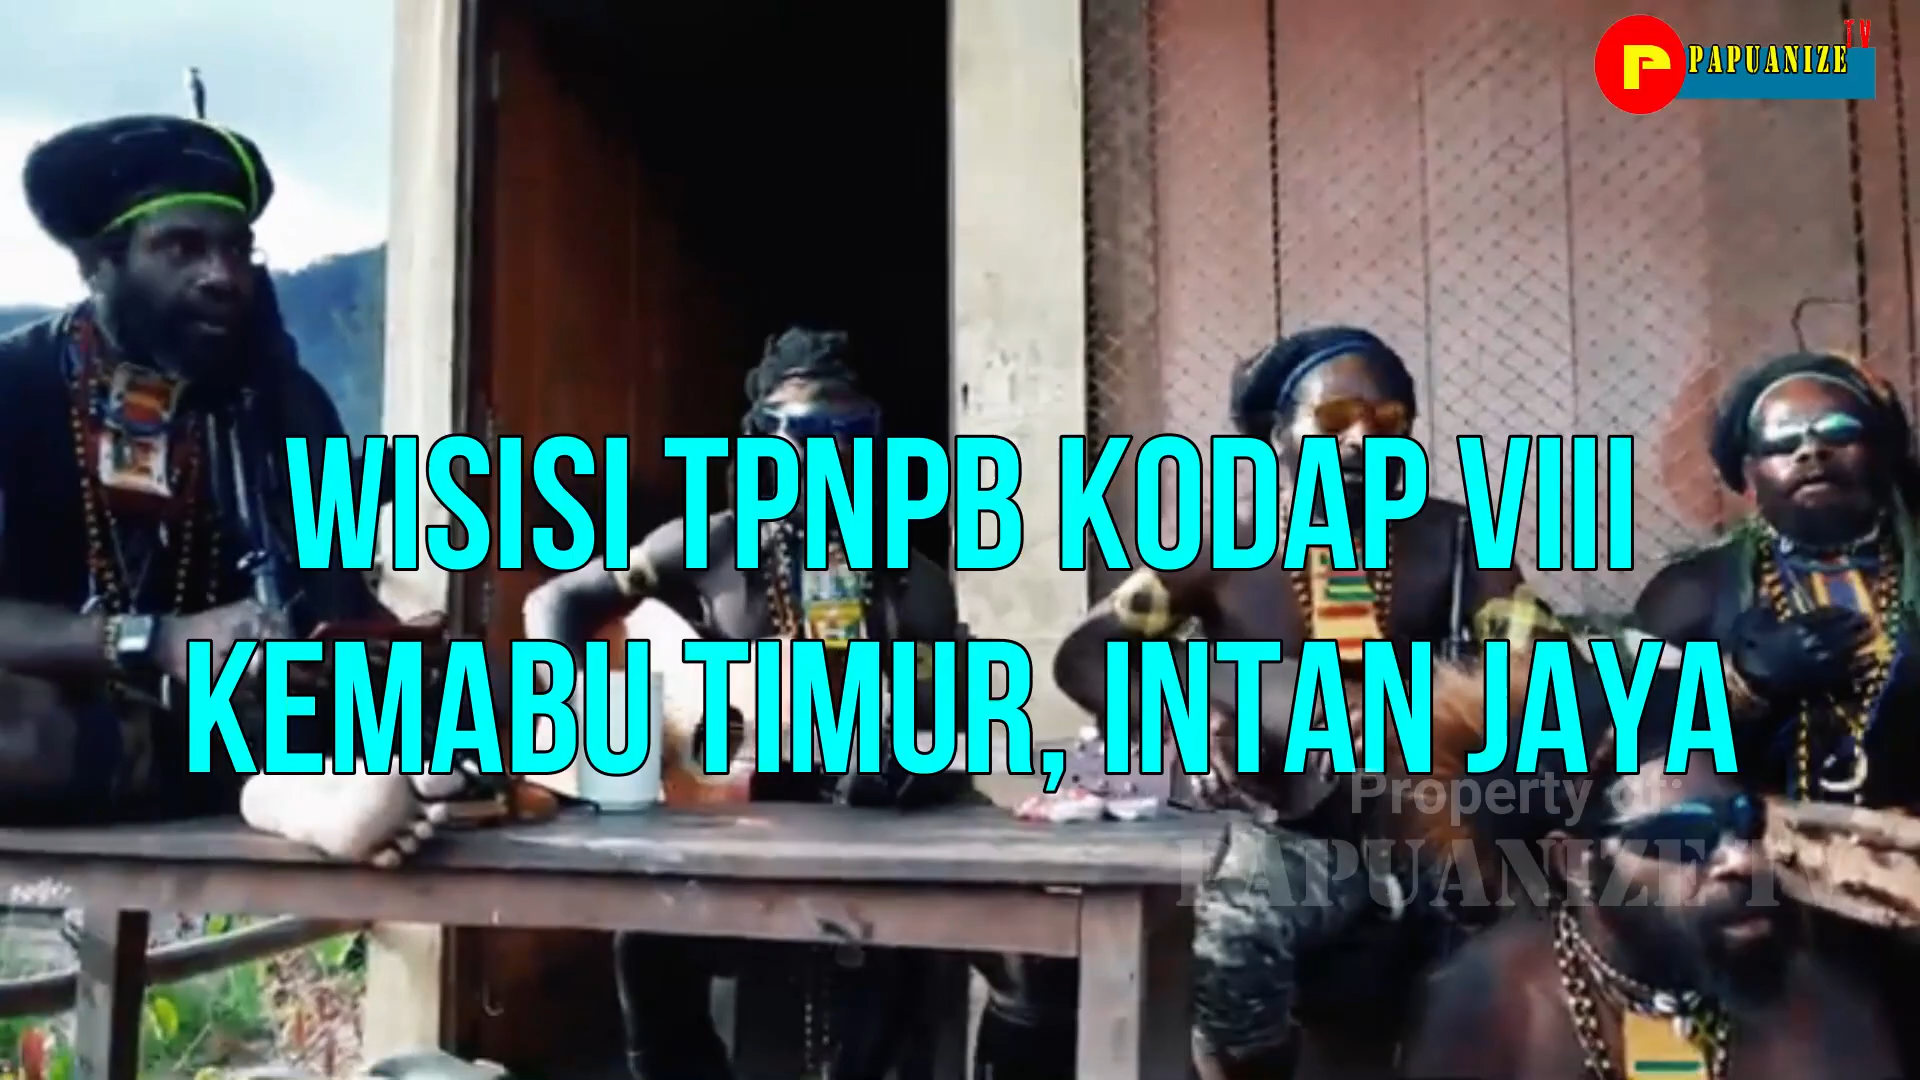 TV
PAPUANIZE
WISISI TPNPB KODAP VIII
KEMABU TIMUR, INTAN JAYA
Property of:
PAPUANIZE TV